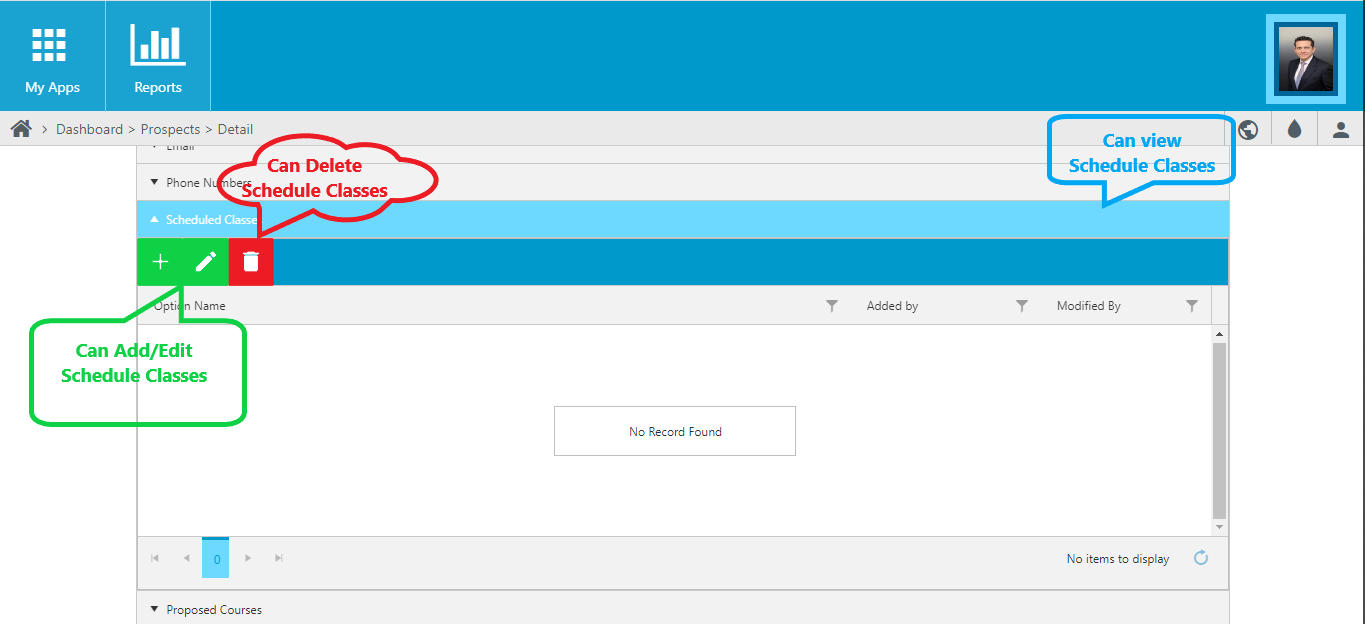 My Apps
Reports
Dashboard > Prospects > Detail
Email
Can view
Schedule Classes
Can Delete
Schedule Classes
Phone Numbers
Scheduled Classe
Option Name
Added by
Modified By
Can Add/Edit
Schedule Classes
No Record Found
0
No items to display
Proposed Courses